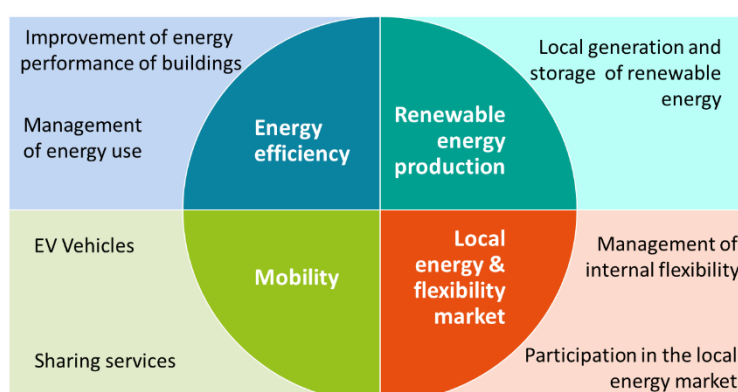 Improvement of energy
performance of buildings
Management
of energy use
Energy
efficiency
Renewable
energy
production
Local generation and
storage of renewable
energy
EV Vehicles
Sharing services
Mobility
Local
energy &
flexibility
market
Management of
internal flexibility
Participation in the local
energy market